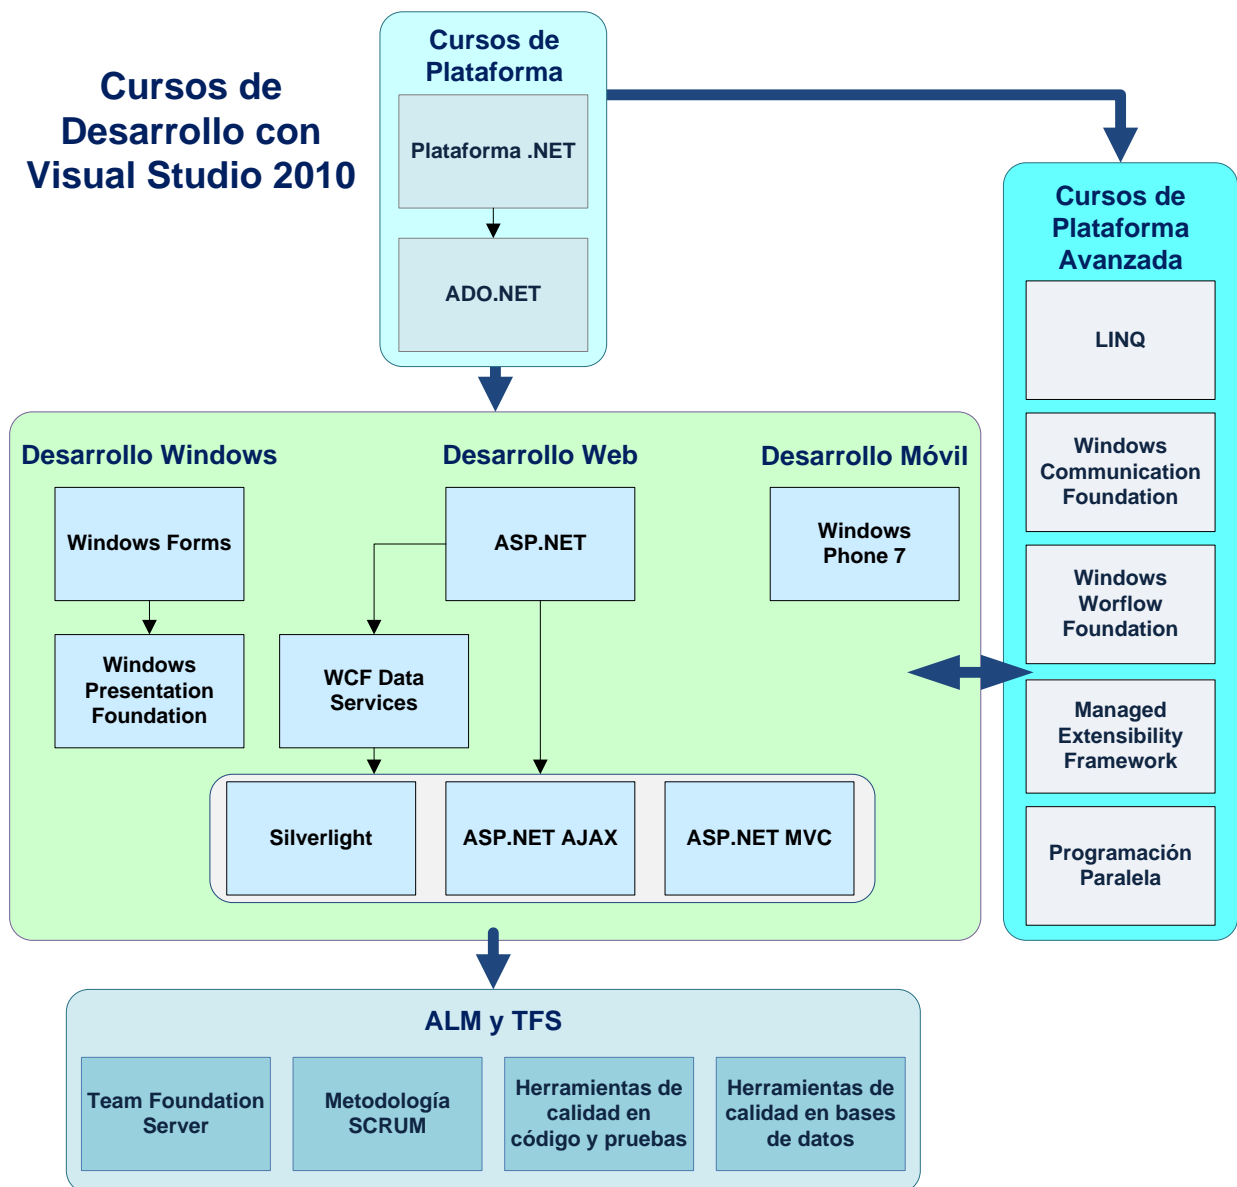 Cursos de
Desarrollo con
Visual Studio 2010
Cursos de
Plataforma
Plataforma .NET
ADO.NET
Cursos de
Plataforma
Avanzada
LINQ
Windows
Communication
Foundation
Windows
Worflow
Foundation
Managed
Extensibility
Framework
Programación
Paralela
Desarrollo Windows
Windows Forms
Windows
Presentation
Foundation
Desarrollo Web
ASP.NET
WCF Data
Services
Silverlight
ASP.NET AJAX
ASP.NET MVC
Desarrollo Móvil
Windows
Phone 7
ALM y TFS
Team Foundation
Server
Metodología
SCRUM
Herramientas de
calidad en
código y pruebas
Herramientas de
calidad en bases
de datos